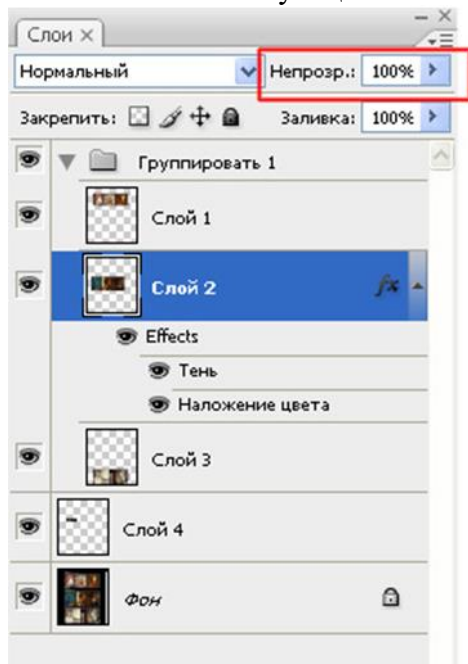 Слои ×
Нормальный Непрозр.: 100%
Закрепить: Заливка: 100%
Группировать 1
Слой 1
Слой 2 fx
Effects
Тень
Наложение цвета
Слой 3
Слой 4
Фон